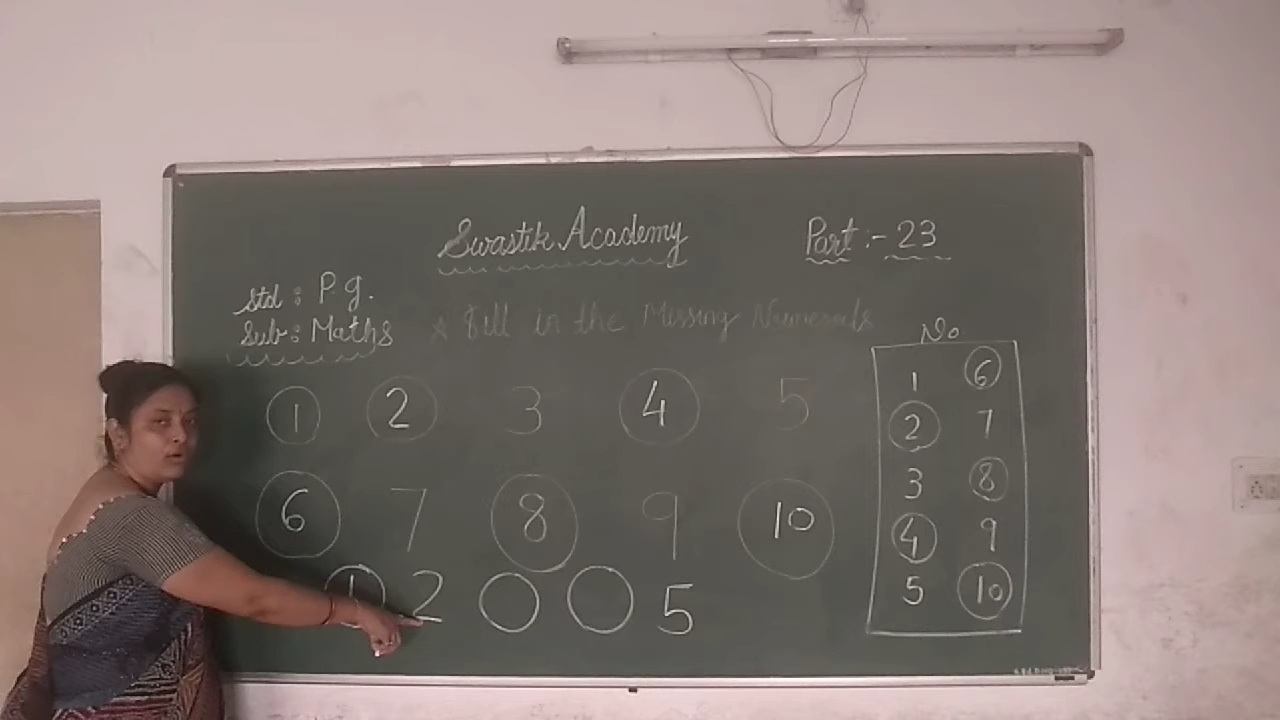 Swastik Academy
Part :- 23
Std : P.g.
Sub : Maths
Fill in the Missing Numerals
No
1 2 3 4 5
6 7 8 9 10
1 2 5
1 6
2 7
3 8
4 9
5 10